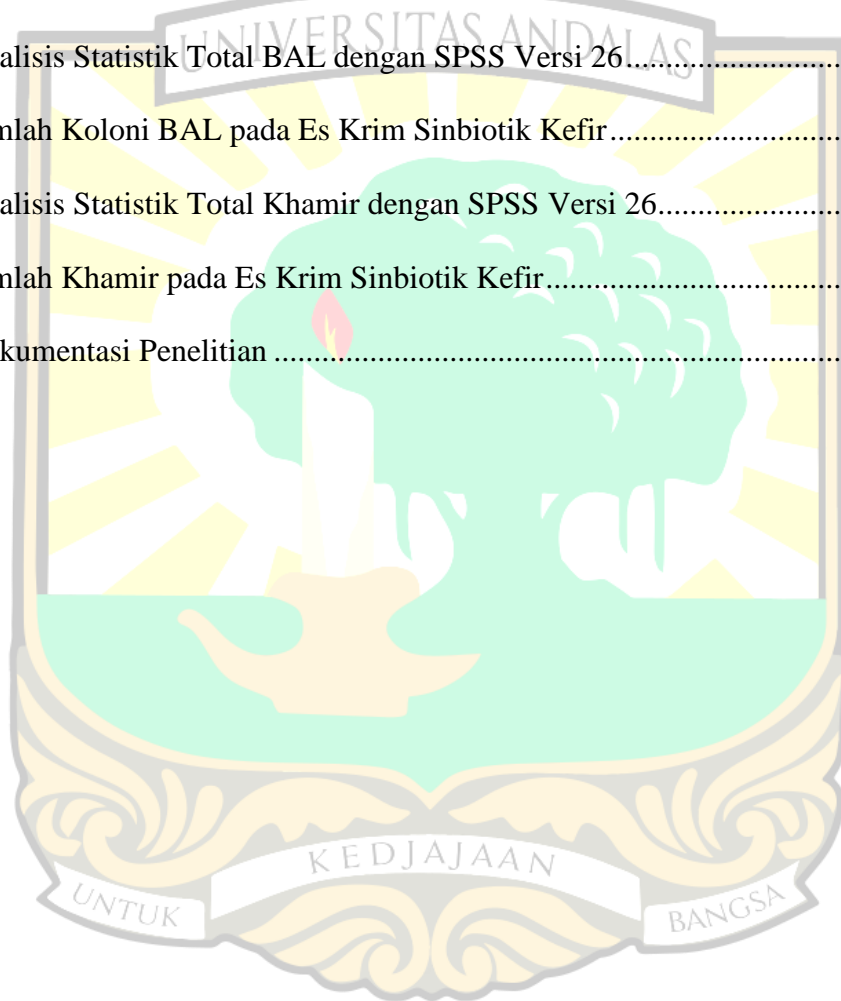 UNIVERSITAS ANDALAS
alisis Statistik Total BAL dengan SPSS Versi 26............................
mlah Koloni BAL pada Es Krim Sinbiotik Kefir..............................
alisis Statistik Total Khamir dengan SPSS Versi 26........................
mlah Khamir pada Es Krim Sinbiotik Kefir......................................
kumentasi Penelitian ........................................................................
KEDJAJAAN
UNTUK BANGSA